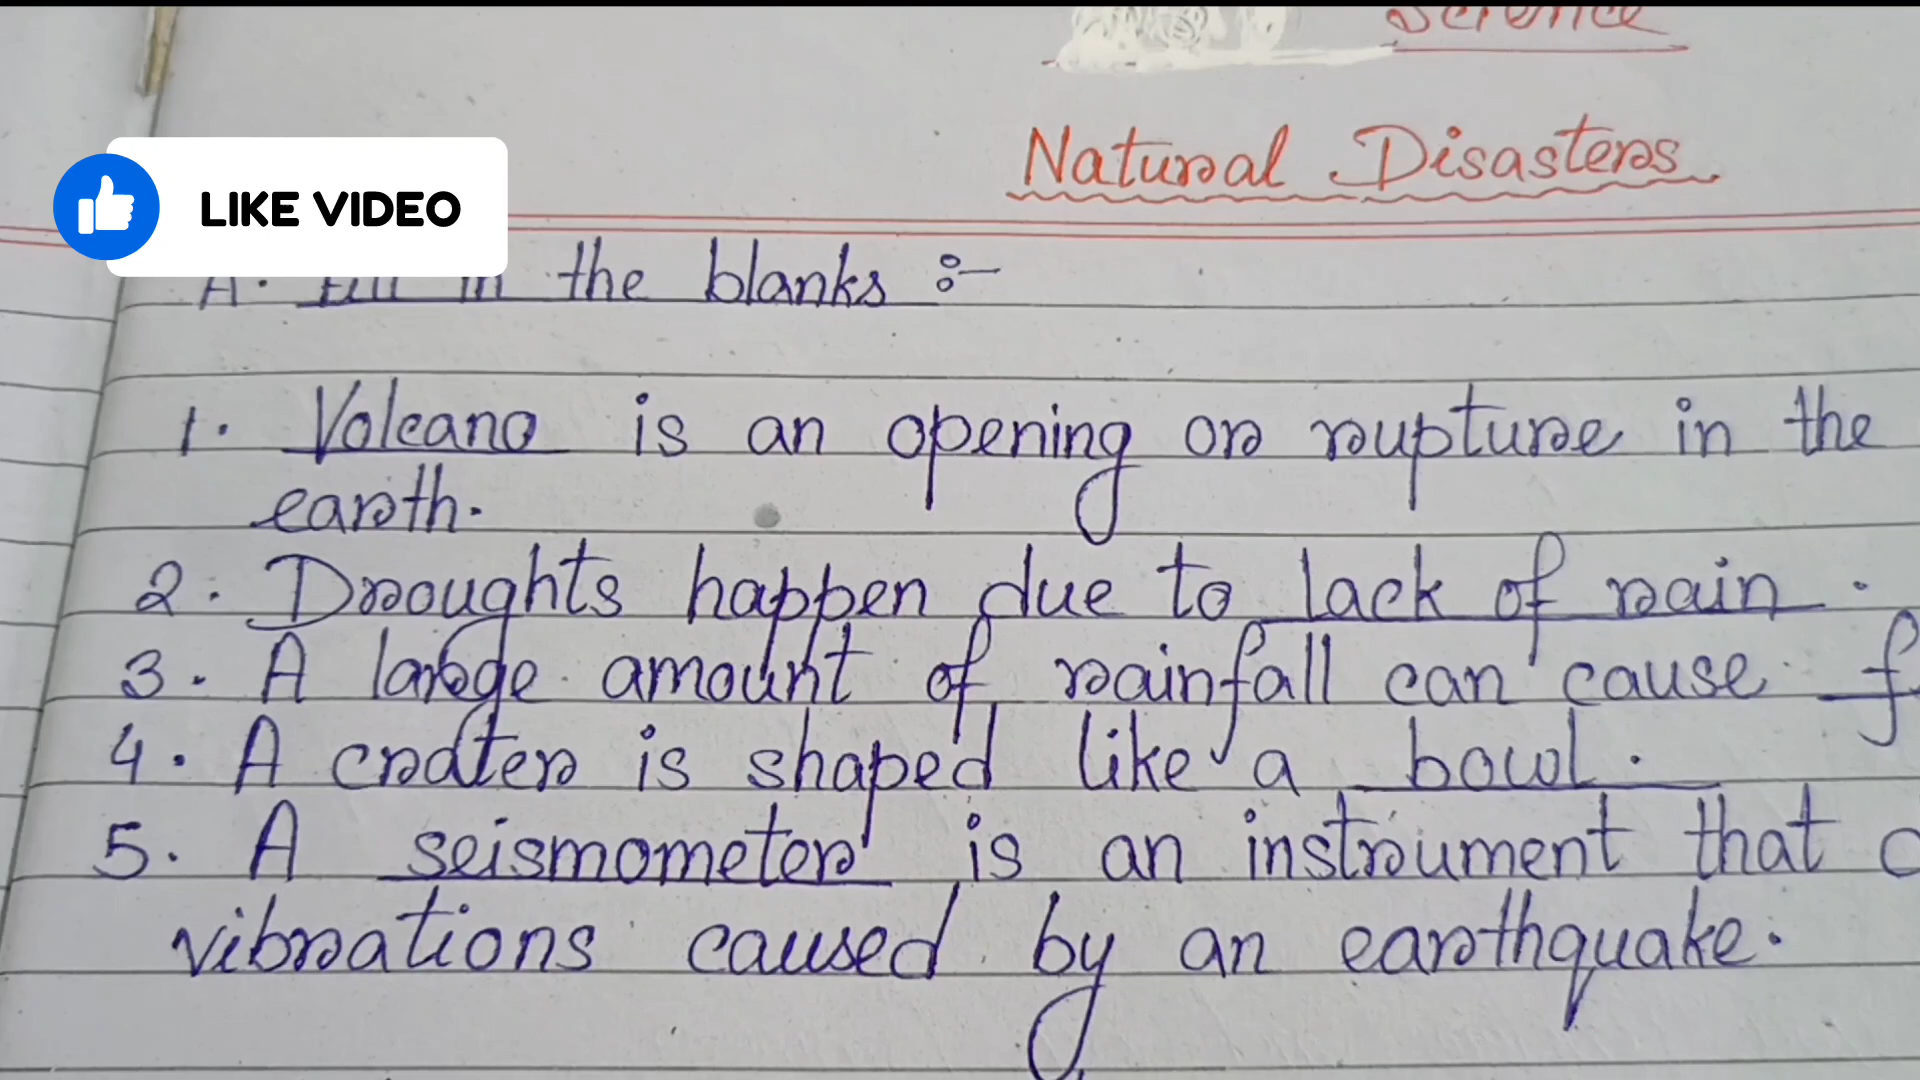 Science
Natural Disasters
LIKE VIDEO
A. Fill in the blanks :-
1. Volcano is an opening or rupture in the
earth.
2. Droughts happen due to lack of rain.
3. A large amount of rainfall can cause
4. A crater is shaped like a bowl.
5. A seismometer is an instrument that
vibrations caused by an earthquake.